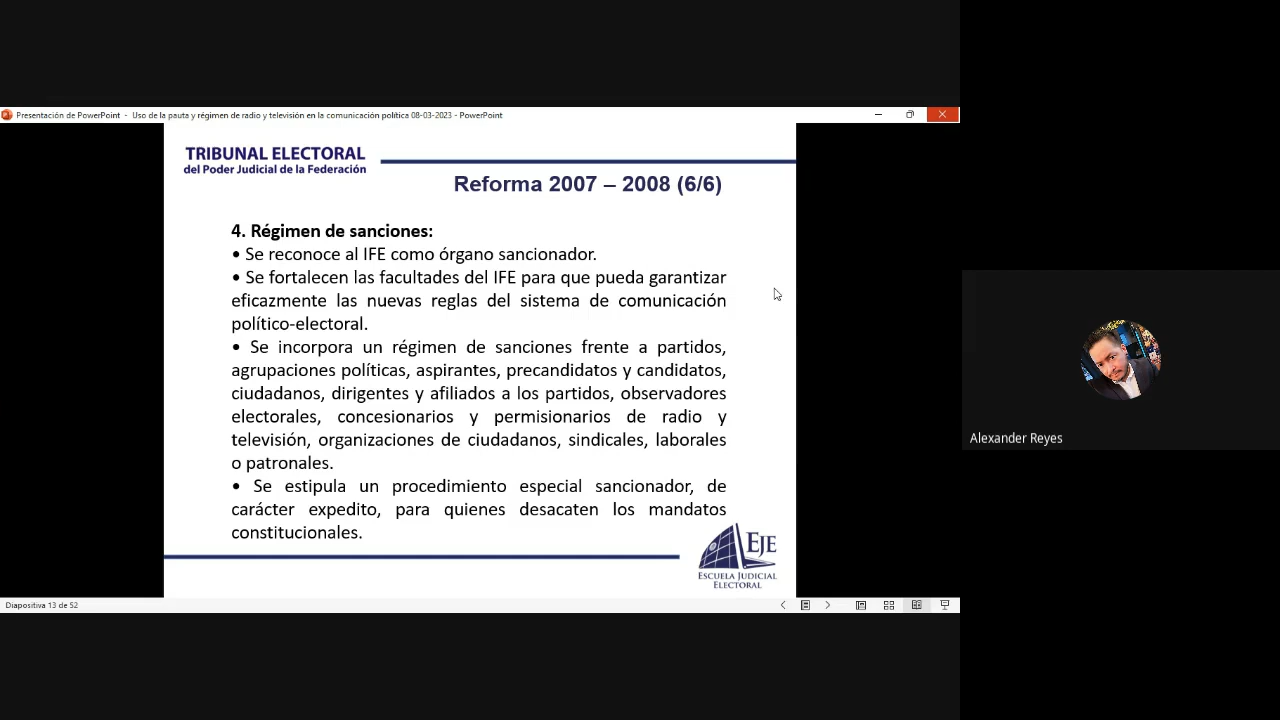 Presentación de PowerPoint - Uso de la pauta y régimen de radio y televisión en la comunicación política 08-03-2023 - PowerPoint
TRIBUNAL ELECTORAL
del Poder Judicial de la Federación
Reforma 2007 – 2008 (6/6)
4. Régimen de sanciones:
• Se reconoce al IFE como órgano sancionador.
• Se fortalecen las facultades del IFE para que pueda garantizar
eficazmente las nuevas reglas del sistema de comunicación
político-electoral.
• Se incorpora un régimen de sanciones frente a partidos,
agrupaciones políticas, aspirantes, precandidatos y candidatos,
ciudadanos, dirigentes y afiliados a los partidos, observadores
electorales, concesionarios y permisionarios de radio y
televisión, organizaciones de ciudadanos, sindicales, laborales
o patronales.
• Se estipula un procedimiento especial sancionador, de
carácter expedito, para quienes desacaten los mandatos
constitucionales.
EJE
ESCUELA JUDICIAL
ELECTORAL
Diapositiva 13 de 52
Alexander Reyes